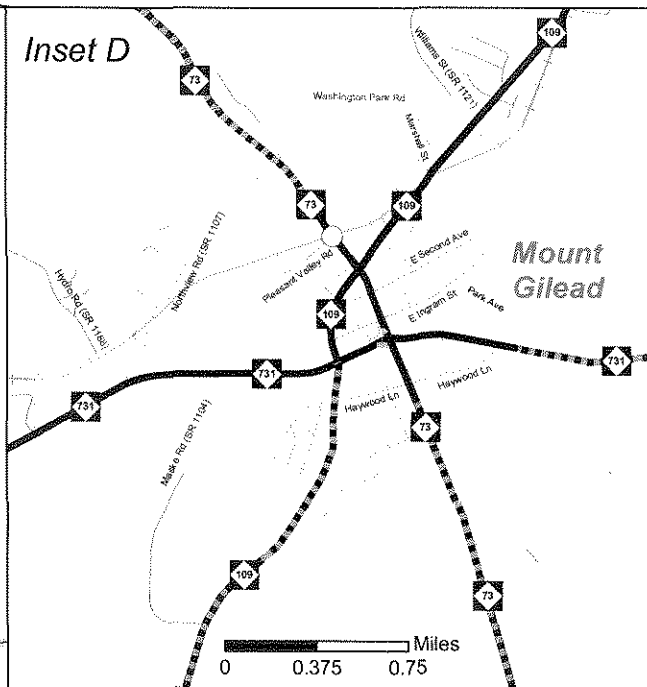 Inset D
109
Williams St (SR 1121)
73
Washington Park Rd
Marshall St
73
109
Northview Rd (SR 1107)
E Second Ave
Mount
Gilead
Pleasant Valley Rd
Hydro Rd (SR 1188)
Park Ave
109
E Ingram St
731
731
731
Haywood Ln
Haywood Ln
73
Maske Rd (SR 1104)
109
73
Miles
0 0.375 0.75